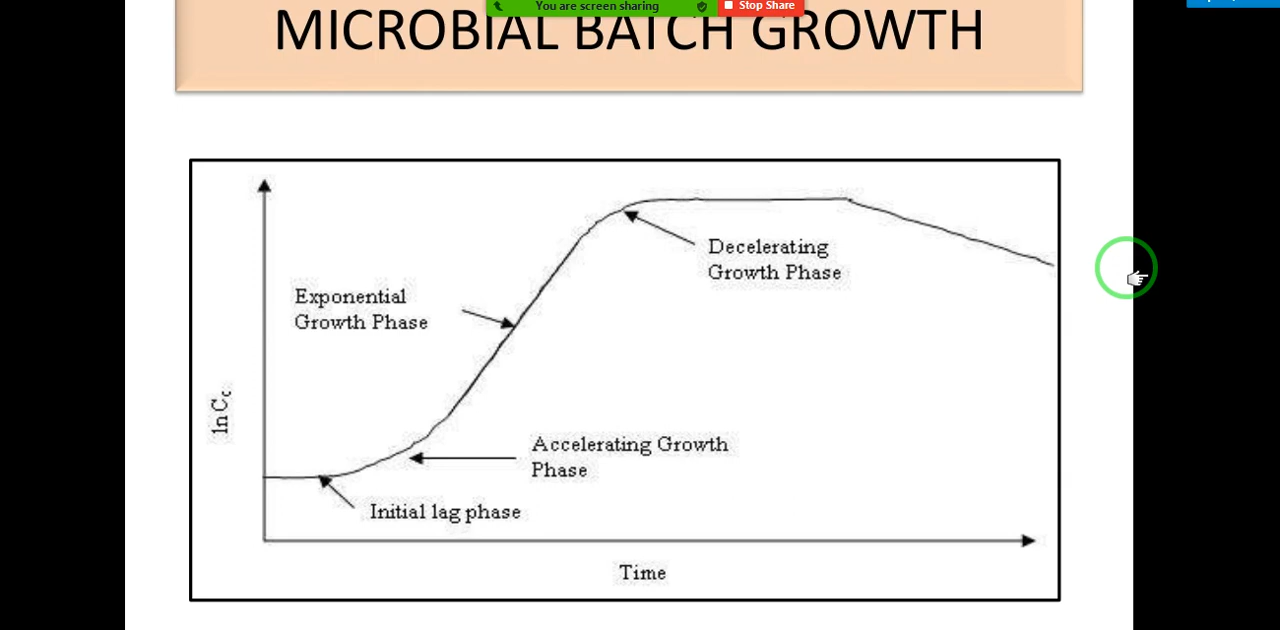 You are screen sharing
Stop Share
MICROBIAL BATCH GROWTH
Decelerating
Growth Phase
Exponential
Growth Phase
ln Cc
Accelerating Growth
Phase
Initial lag phase
Time